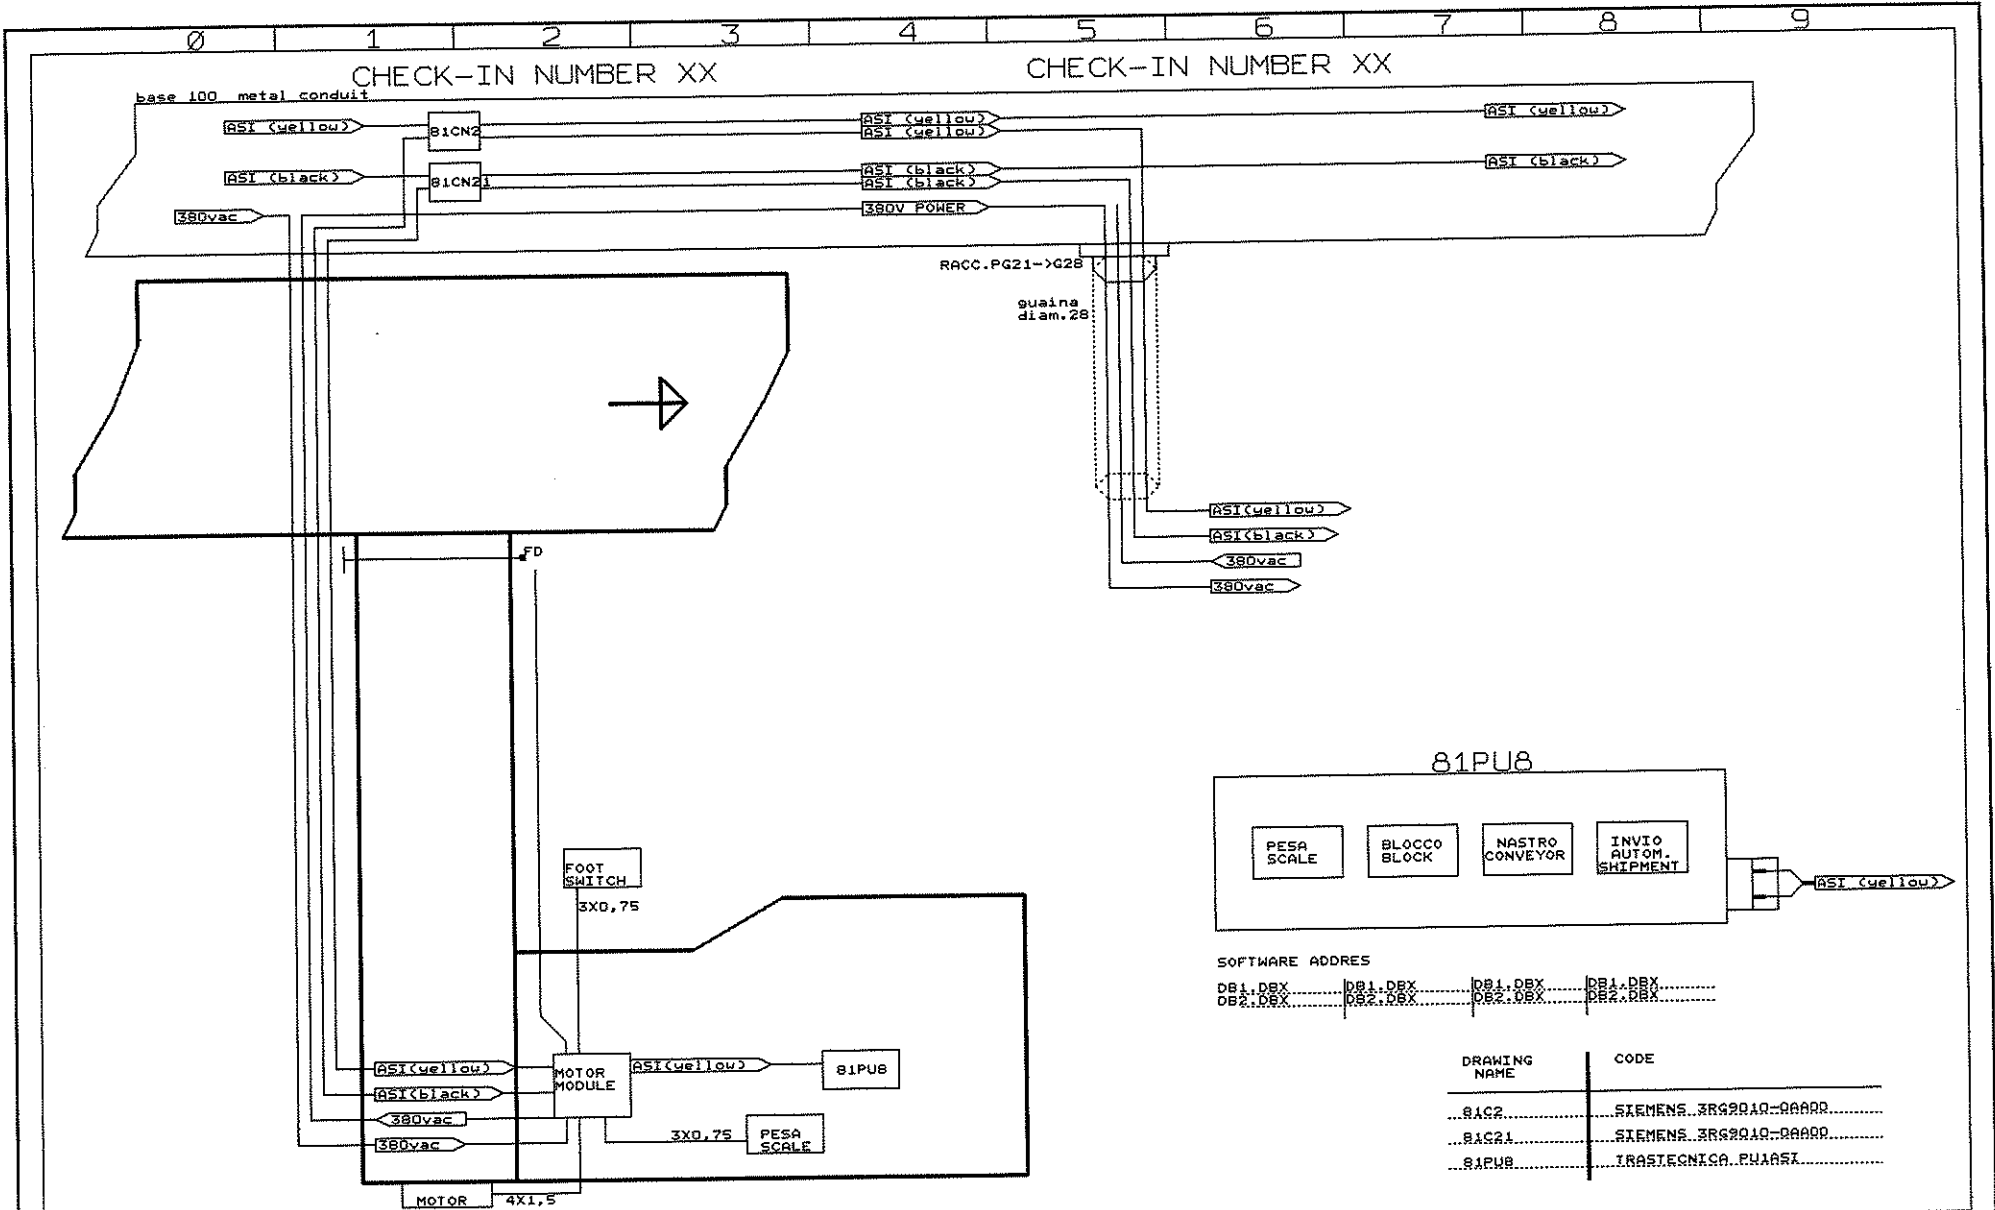 Ø 1 2 3 4 5 6 7 8 9
CHECK-IN NUMBER XX
CHECK-IN NUMBER XX
base 100 metal conduit
ASI (yellow)
81CN2
ASI (yellow)
ASI (yellow)
ASI (yellow)
ASI (black)
81CN21
ASI (black)
ASI (black)
ASI (black)
380vac
380V POWER
RACC.PG21->G28
guaina
diam.28
ASI(yellow)
ASI(black)
380vac
380vac
FD
FOOT
SWITCH
3X0,75
ASI(yellow)
ASI(black)
380vac
380vac
MOTOR
MODULE
ASI(yellow)
81PU8
3X0,75
PESA
SCALE
MOTOR
4X1,5
81PU8
PESA
SCALE
BLOCCO
BLOCK
NASTRO
CONVEYOR
INVIO
AUTOM.
SHIPMENT
ASI (yellow)
SOFTWARE ADDRES
DB1.DBX DB1.DBX DB1.DBX DB1.DBX
DB2.DBX DB2.DBX DB2.DBX DB2.DBX
DRAWING
NAME
CODE
81C2 SIEMENS 3RG9010-0AA00
81C21 SIEMENS 3RG9010-0AA00
81PU8 TRASTECNICA PU1ASI